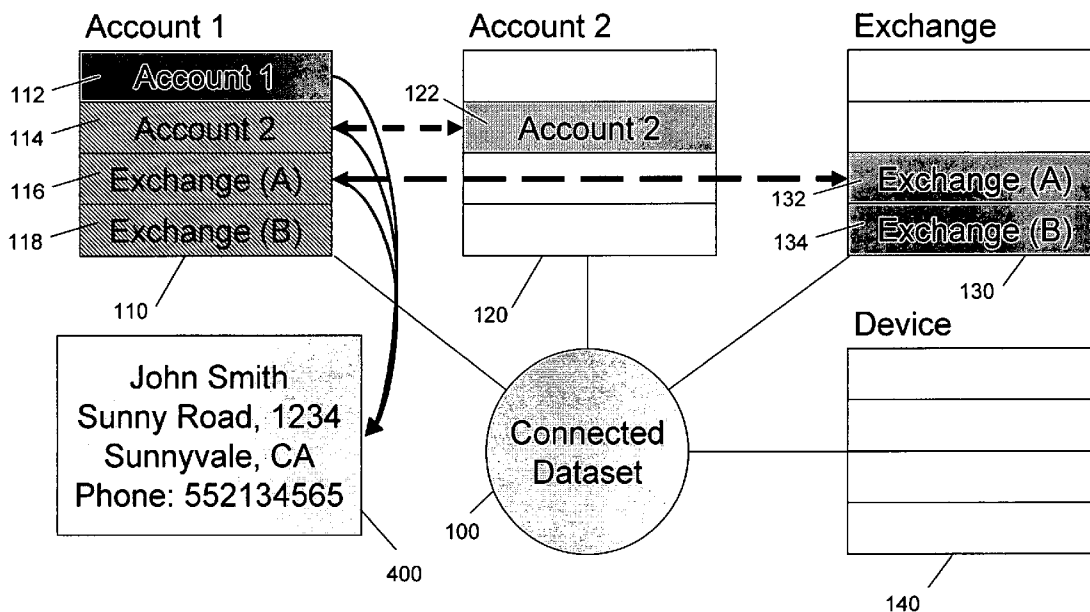 Account 1
Account 2
Exchange
112
Account 1
114
Account 2
122
Account 2
116
Exchange (A)
132
Exchange (A)
118
Exchange (B)
134
Exchange (B)
110
120
130
Device
John Smith
Sunny Road, 1234
Sunnyvale, CA
Phone: 552134565
Connected
Dataset
100
400
140